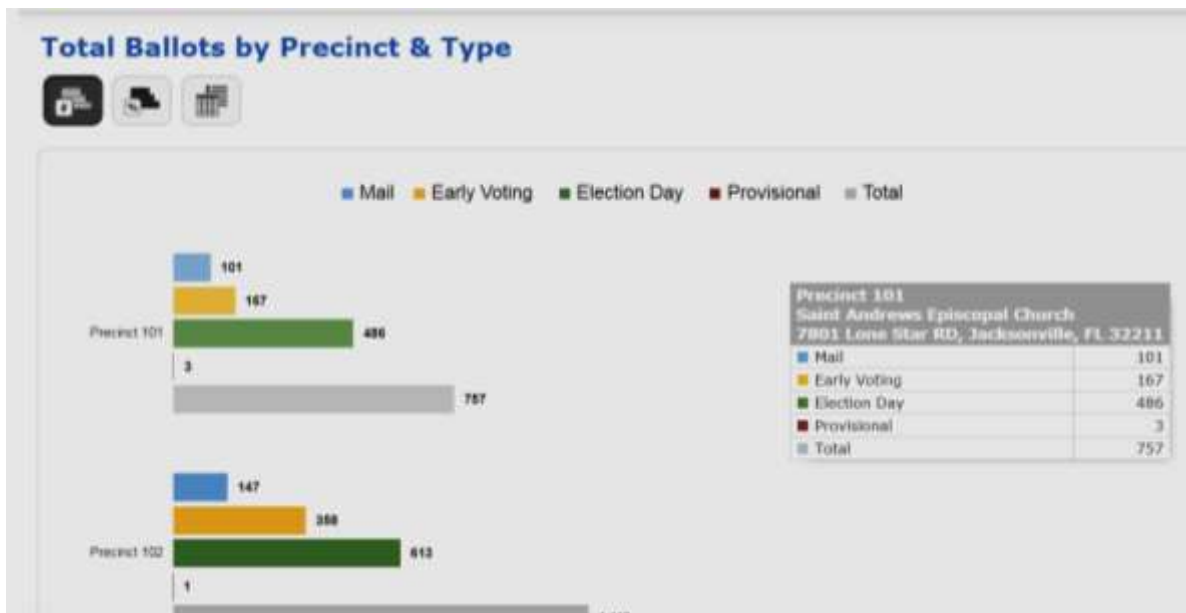 Total Ballots by Precinct & Type
Mail Early Voting Election Day Provisional Total
101
167
Precinct 101
486
3
757
Precinct 101
Saint Andrews Episcopal Church
7801 Lone Star RD, Jacksonville, FL 32211
Mail 101
Early Voting 167
Election Day 486
Provisional 3
Total 757
147
358
Precinct 102
613
1